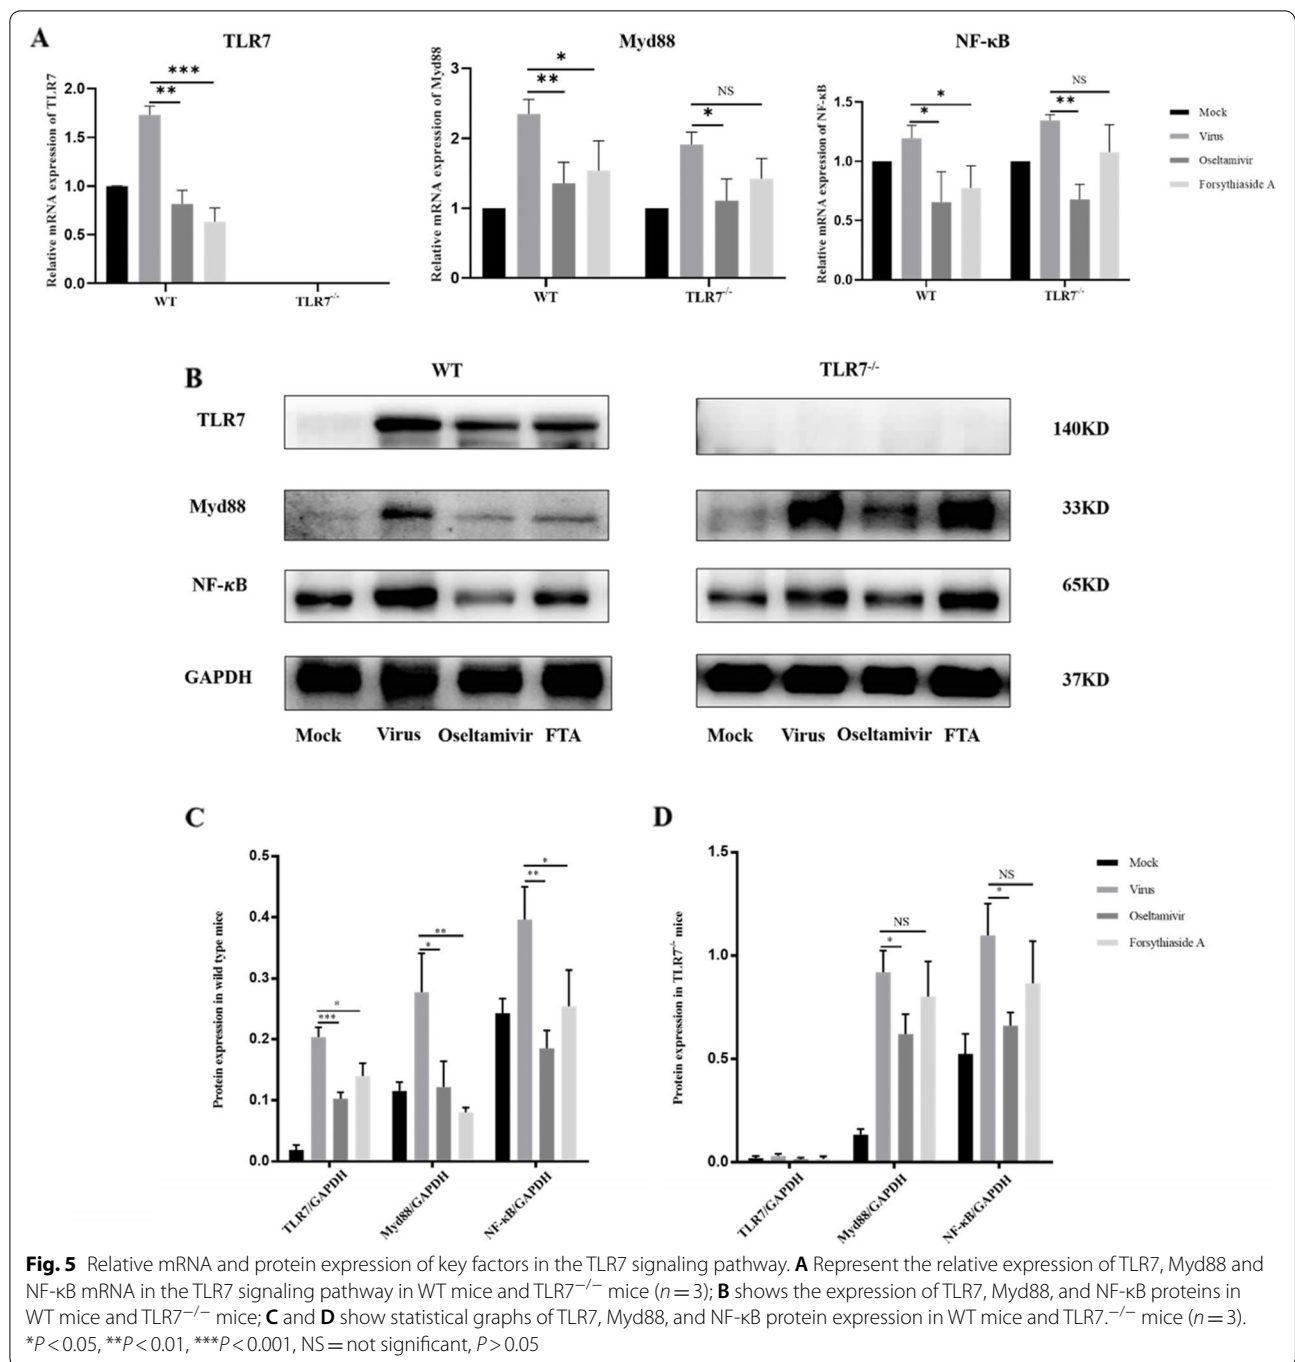 A
TLR7
Relative mRNA expression of TLR7
2.0
1.5
1.0
0.5
0.0
***
**
WT
TLR7-/-
Myd88
Relative mRNA expression of Myd88
3
2
1
0
*
**
NS
*
WT
TLR7-/-
NF-κB
Relative mRNA expression of NF-κB
1.5
1.0
0.5
0.0
*
*
NS
**
WT
TLR7-/-
Mock
Virus
Oseltamivir
Forsythiaside A
B
WT
TLR7-/-
TLR7
140KD
Myd88
33KD
NF-κB
65KD
GAPDH
37KD
Mock Virus Oseltamivir FTA
Mock Virus Oseltamivir FTA
C
Protein expression in wild type mice
0.5
0.4
0.3
0.2
0.1
0.0
*
***
**
*
*
**
TLR7/GAPDH
Myd88/GAPDH
NF-κB/GAPDH
D
Protein expression in TLR7-/- mice
1.5
1.0
0.5
0.0
NS
*
NS
*
TLR7/GAPDH
Myd88/GAPDH
NF-κB/GAPDH
Mock
Virus
Oseltamivir
Forsythiaside A
Fig. 5 Relative mRNA and protein expression of key factors in the TLR7 signaling pathway. A Represent the relative expression of TLR7, Myd88 and
NF-κB mRNA in the TLR7 signaling pathway in WT mice and TLR7−/− mice (n = 3); B shows the expression of TLR7, Myd88, and NF-κB proteins in
WT mice and TLR7−/− mice; C and D show statistical graphs of TLR7, Myd88, and NF-κB protein expression in WT mice and TLR7.−/− mice (n = 3).
*P < 0.05, **P < 0.01, ***P < 0.001, NS = not significant, P > 0.05